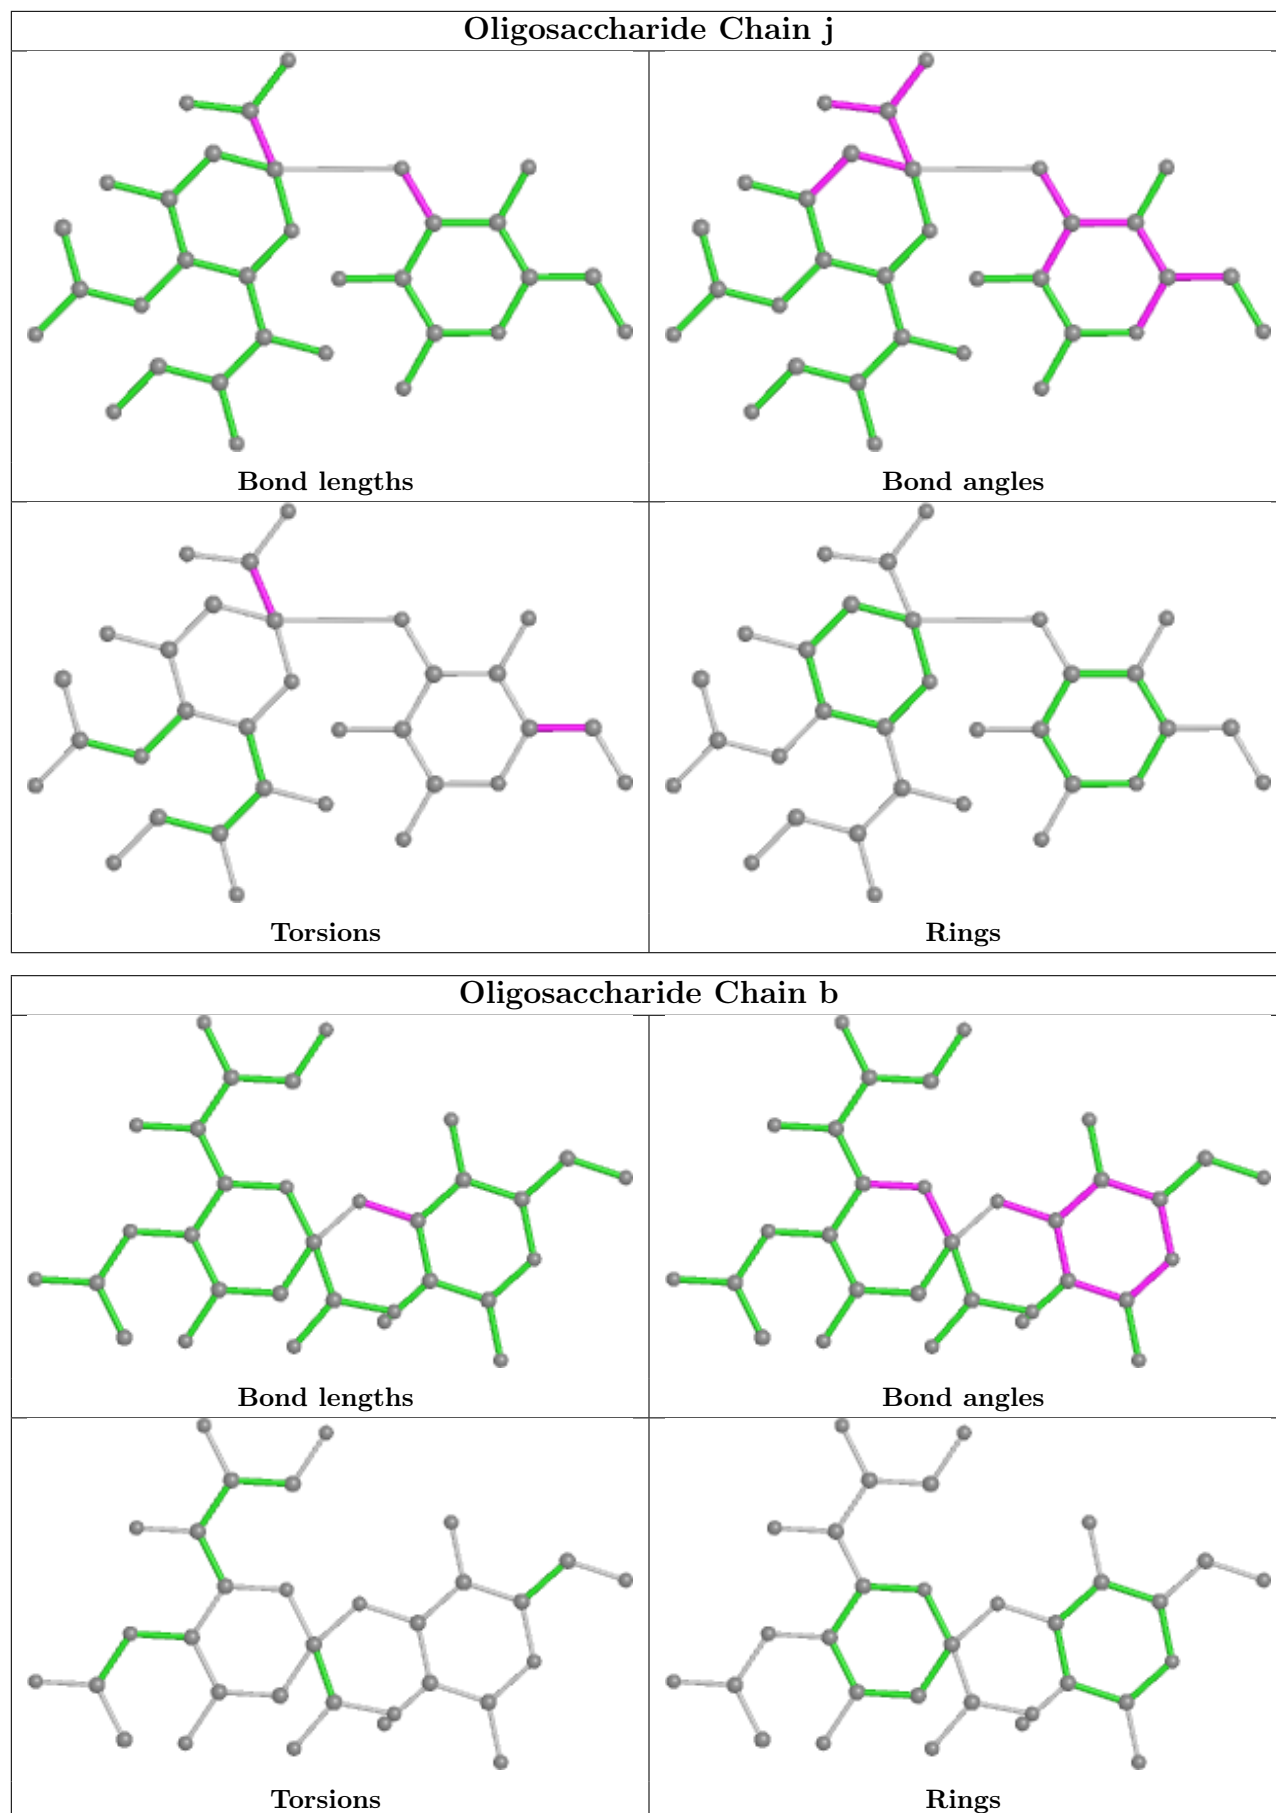 Oligosaccharide Chain j
Bond lengths
Bond angles
Torsions
Rings
Oligosaccharide Chain b
Bond lengths
Bond angles
Torsions
Rings